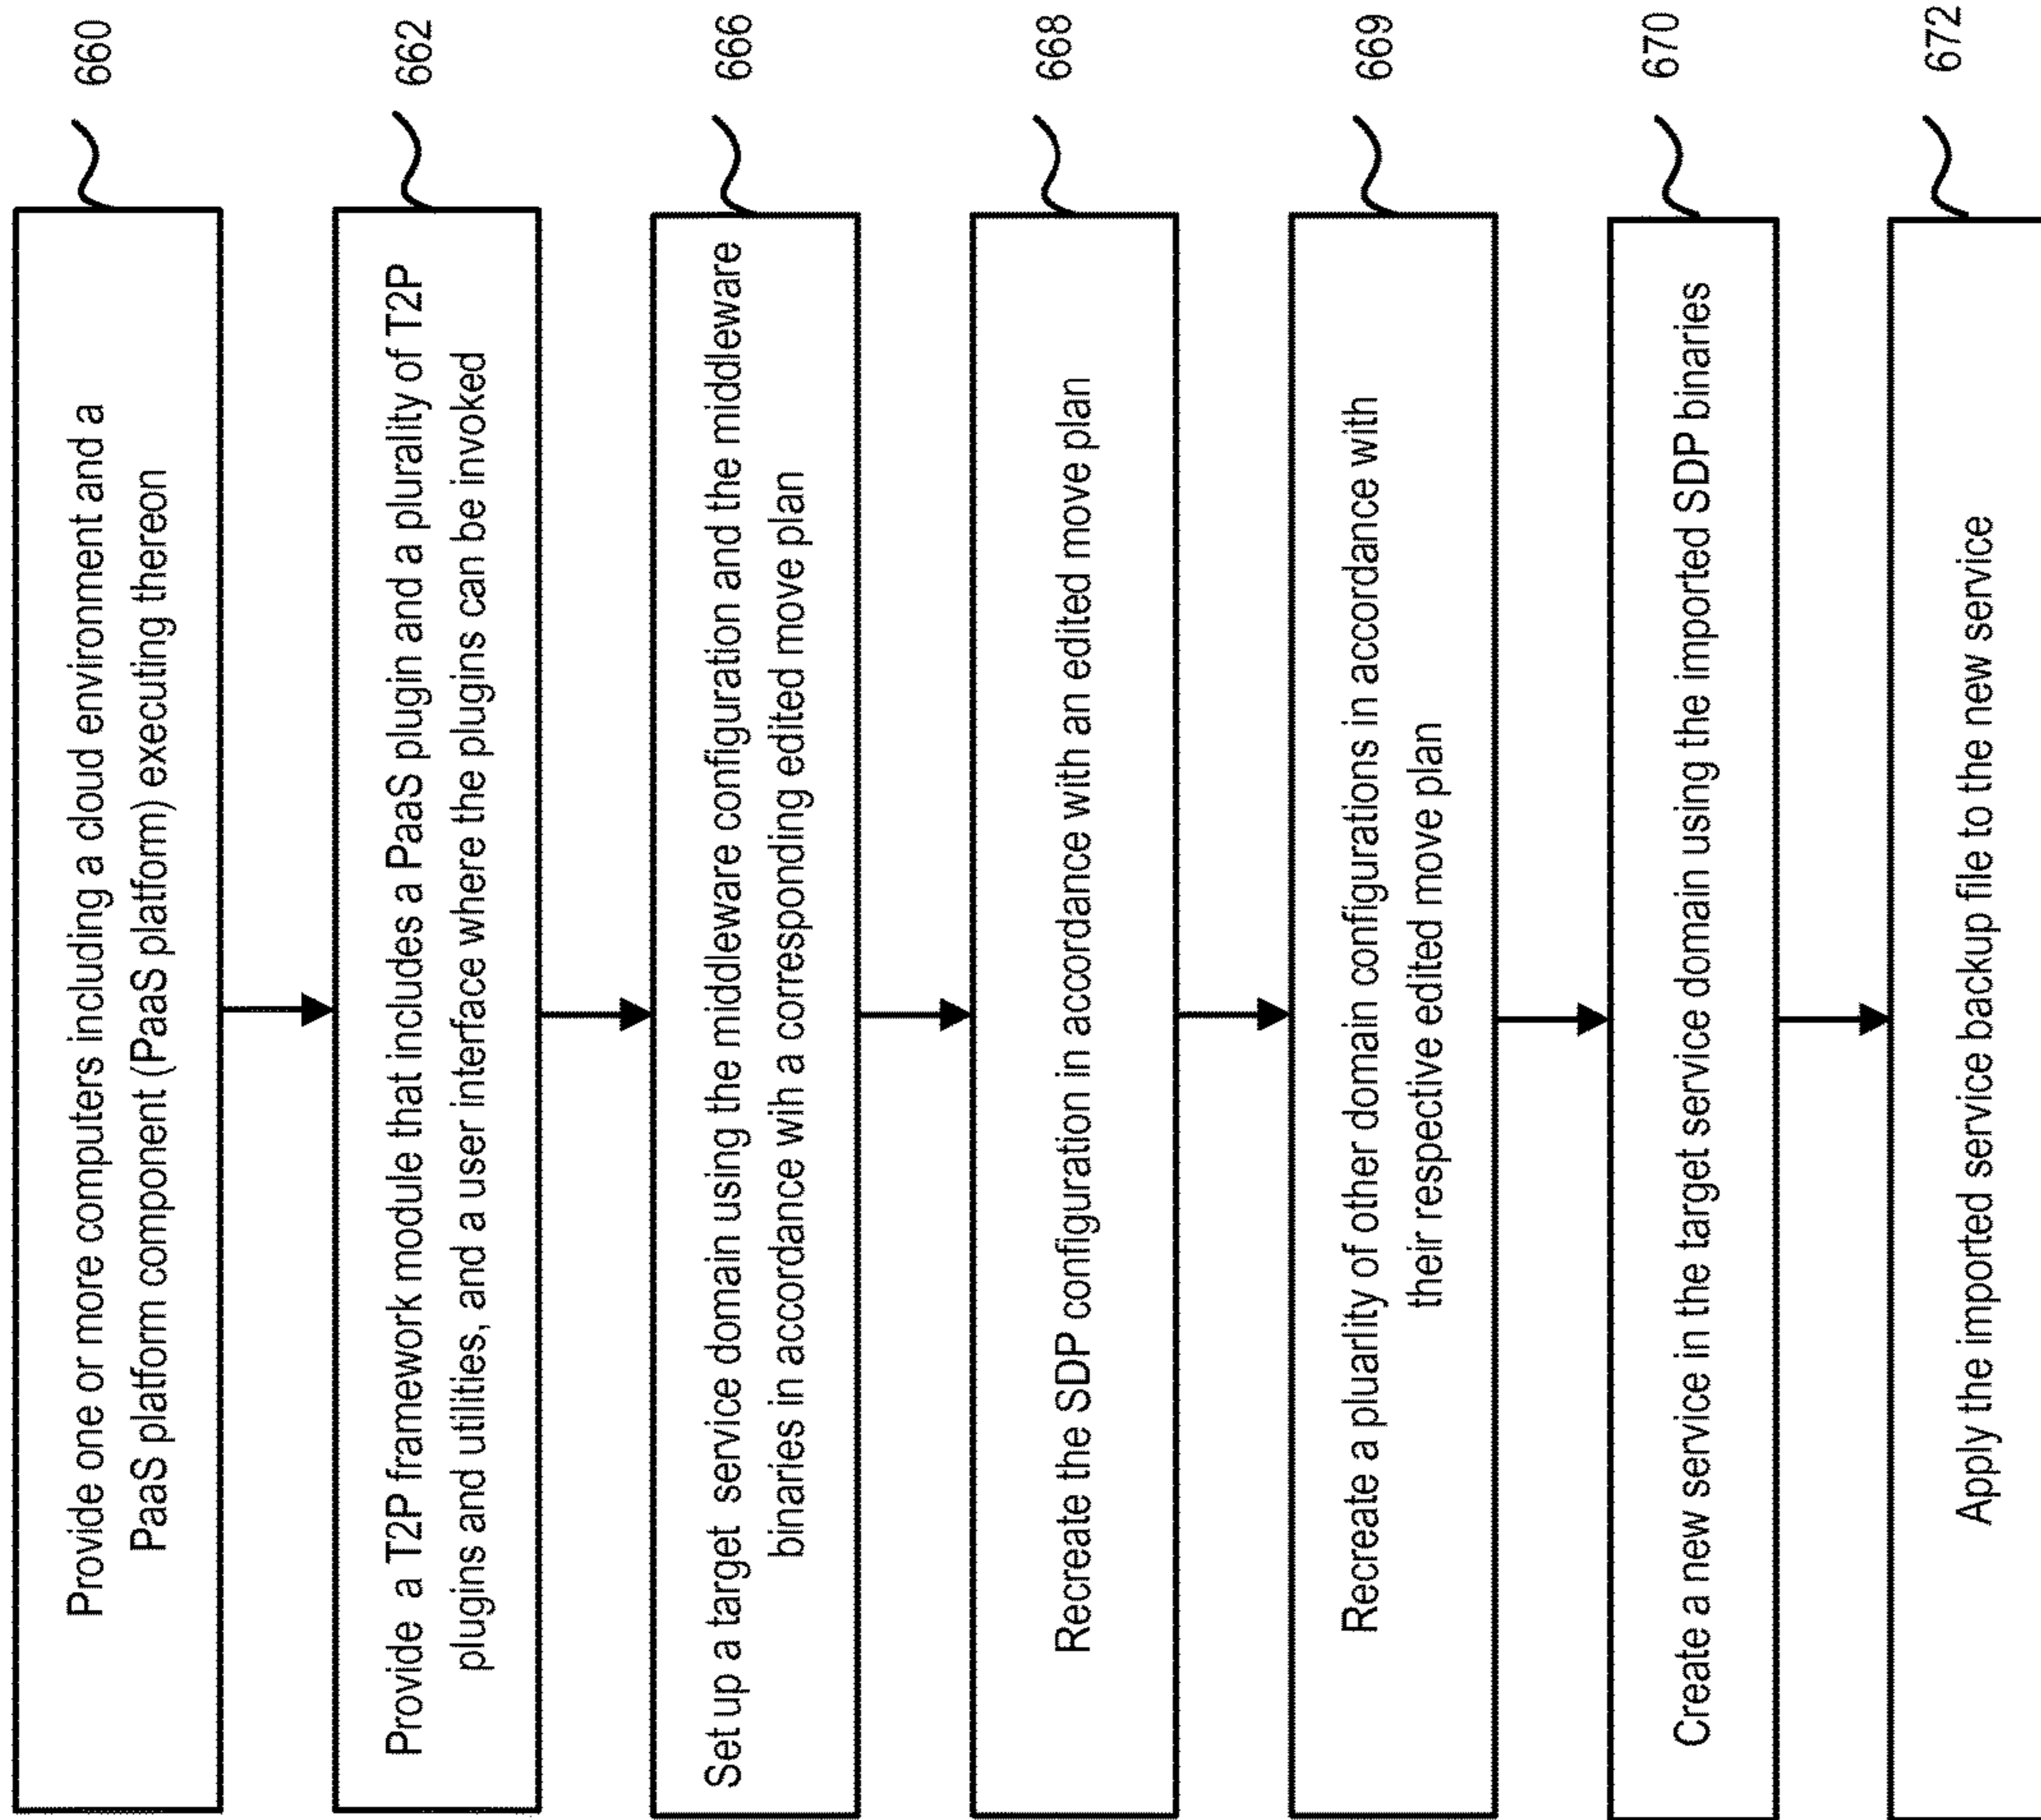 Provide one or more computers including a cloud environment and a
PaaS platform component (PaaS platform) executing thereon
660
Provide a T2P framework module that includes a PaaS plugin and a plurality of T2P
plugins and utilities, and a user interface where the plugins can be invoked
662
Set up a target service domain using the middleware configuration and the middleware
binaries in accordance wih a corresponding edited move plan
666
Recreate the SDP configuration in accordance with an edited move plan
668
Recreate a pluarlity of other domain configurations in accordance with
their respective edited move plan
669
Create a new service in the target service domain using the imported SDP binaries
670
Apply the imported service backup file to the new service
672